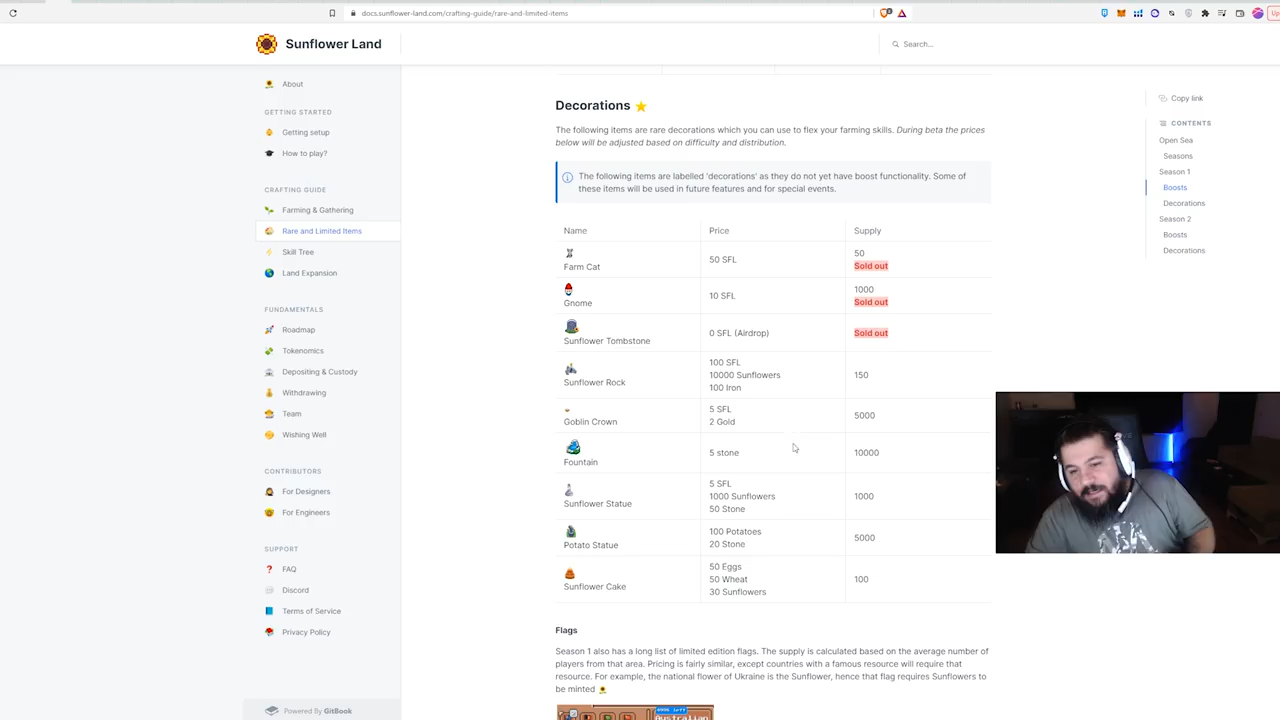 docs.sunflower-land.com/crafting-guide/rare-and-limited-items
Sunflower Land
Search...
About
GETTING STARTED
Getting setup
How to play?
CRAFTING GUIDE
Farming & Gathering
Rare and Limited Items
Skill Tree
Land Expansion
FUNDAMENTALS
Roadmap
Tokenomics
Depositing & Custody
Withdrawing
Team
Wishing Well
CONTRIBUTORS
For Designers
For Engineers
SUPPORT
FAQ
Discord
Terms of Service
Privacy Policy
Powered By GitBook
Decorations
The following items are rare decorations which you can use to flex your farming skills. During beta the prices
below will be adjusted based on difficulty and distribution.
The following items are labelled 'decorations' as they do not yet have boost functionality. Some of
these items will be used in future features and for special events.
Name Price Supply
Farm Cat
50 SFL
50
Sold out
Gnome
10 SFL
1000
Sold out
Sunflower Tombstone
0 SFL (Airdrop)
Sold out
Sunflower Rock
100 SFL
10000 Sunflowers
100 Iron
150
Goblin Crown
5 SFL
2 Gold
5000
Fountain
5 stone
10000
Sunflower Statue
5 SFL
1000 Sunflowers
50 Stone
1000
Potato Statue
100 Potatoes
20 Stone
5000
Sunflower Cake
50 Eggs
50 Wheat
30 Sunflowers
100
Flags
Season 1 also has a long list of limited edition flags. The supply is calculated based on the average number of
players from that area. Pricing is fairly similar, except countries with a famous resource will require that
resource. For example, the national flower of Ukraine is the Sunflower, hence that flag requires Sunflowers to
be minted
Australian
Copy link
CONTENTS
Open Sea
Seasons
Season 1
Boosts
Decorations
Season 2
Boosts
Decorations